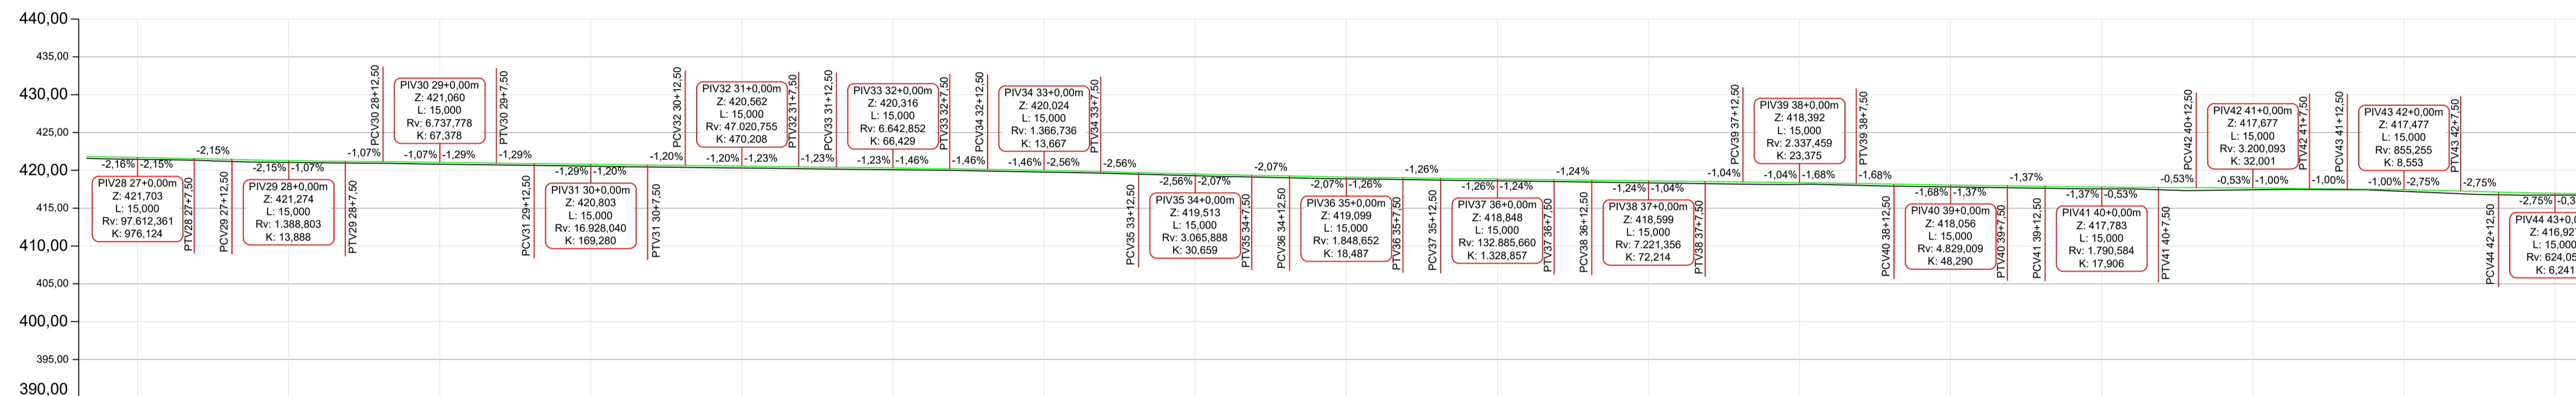 440,00
435,00
430,00
425,00
420,00
415,00
410,00
405,00
400,00
395,00
390,00
-2,16% -2,15%
PIV28 27+0,00m
Z: 421,703
L: 15,000
Rv: 97.612,361
K: 976,124
PTV28 27+7,50
-2,15%
PCV29 27+12,50
-2,15% -1,07%
PIV29 28+0,00m
Z: 421,274
L: 15,000
Rv: 1.388,803
K: 13,888
PTV29 28+7,50
-1,07%
PCV30 28+12,50
PIV30 29+0,00m
Z: 421,060
L: 15,000
Rv: 6.737,778
K: 67,378
-1,07% -1,29%
PTV30 29+7,50
-1,29%
PCV31 29+12,50
-1,29% -1,20%
PIV31 30+0,00m
Z: 420,803
L: 15,000
Rv: 16.928,040
K: 169,280
PTV31 30+7,50
-1,20%
PCV32 30+12,50
PIV32 31+0,00m
Z: 420,562
L: 15,000
Rv: 47.020,755
K: 470,208
-1,20% -1,23%
PTV32 31+7,50
-1,23%
PCV33 31+12,50
PIV33 32+0,00m
Z: 420,316
L: 15,000
Rv: 6.642,852
K: 66,429
-1,23% -1,46%
PTV33 32+7,50
-1,46%
PCV34 32+12,50
PIV34 33+0,00m
Z: 420,024
L: 15,000
Rv: 1.366,736
K: 13,667
-1,46% -2,56%
PTV34 33+7,50
-2,56%
PCV35 33+12,50
-2,56% -2,07%
PIV35 34+0,00m
Z: 419,513
L: 15,000
Rv: 3.065,888
K: 30,659
PTV35 34+7,50
-2,07%
PCV36 34+12,50
-2,07% -1,26%
PIV36 35+0,00m
Z: 419,099
L: 15,000
Rv: 1.848,652
K: 18,487
PTV36 35+7,50
-1,26%
PCV37 35+12,50
-1,26% -1,24%
PIV37 36+0,00m
Z: 418,848
L: 15,000
Rv: 132.885,660
K: 1.328,857
PTV37 36+7,50
-1,24%
PCV38 36+12,50
-1,24% -1,04%
PIV38 37+0,00m
Z: 418,599
L: 15,000
Rv: 7.221,356
K: 72,214
PTV38 37+7,50
-1,04%
PCV39 37+12,50
PIV39 38+0,00m
Z: 418,392
L: 15,000
Rv: 2.337,459
K: 23,375
-1,04% -1,68%
PTV39 38+7,50
-1,68%
PCV40 38+12,50
-1,68% -1,37%
PIV40 39+0,00m
Z: 418,056
L: 15,000
Rv: 4.829,009
K: 48,290
PTV40 39+7,50
-1,37%
PCV41 39+12,50
-1,37% -0,53%
PIV41 40+0,00m
Z: 417,783
L: 15,000
Rv: 1.790,584
K: 17,906
PTV41 40+7,50
-0,53%
PCV42 40+12,50
PIV42 41+0,00m
Z: 417,677
L: 15,000
Rv: 3.200,093
K: 32,001
-0,53% -1,00%
PTV42 41+7,50
-1,00%
PCV43 41+12,50
PIV43 42+0,00m
Z: 417,477
L: 15,000
Rv: 855,255
K: 8,553
-1,00% -2,75%
PTV43 42+7,50
-2,75%
PCV44 42+12,50
-2,75% -0,3
PIV44 43+0,0
Z: 416,92
L: 15,000
Rv: 624,05
K: 6,241